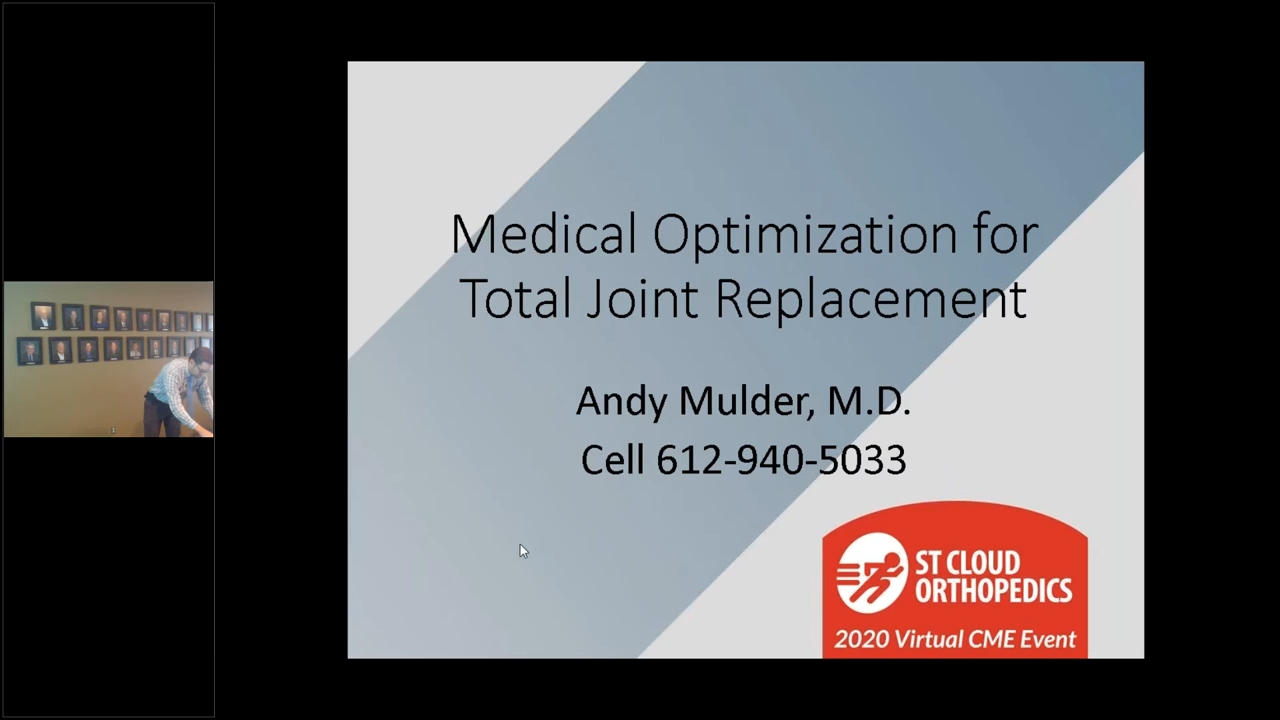 Medical Optimization for
Total Joint Replacement
Andy Mulder, M.D.
Cell 612-940-5033
ST CLOUD
ORTHOPEDICS
2020 Virtual CME Event